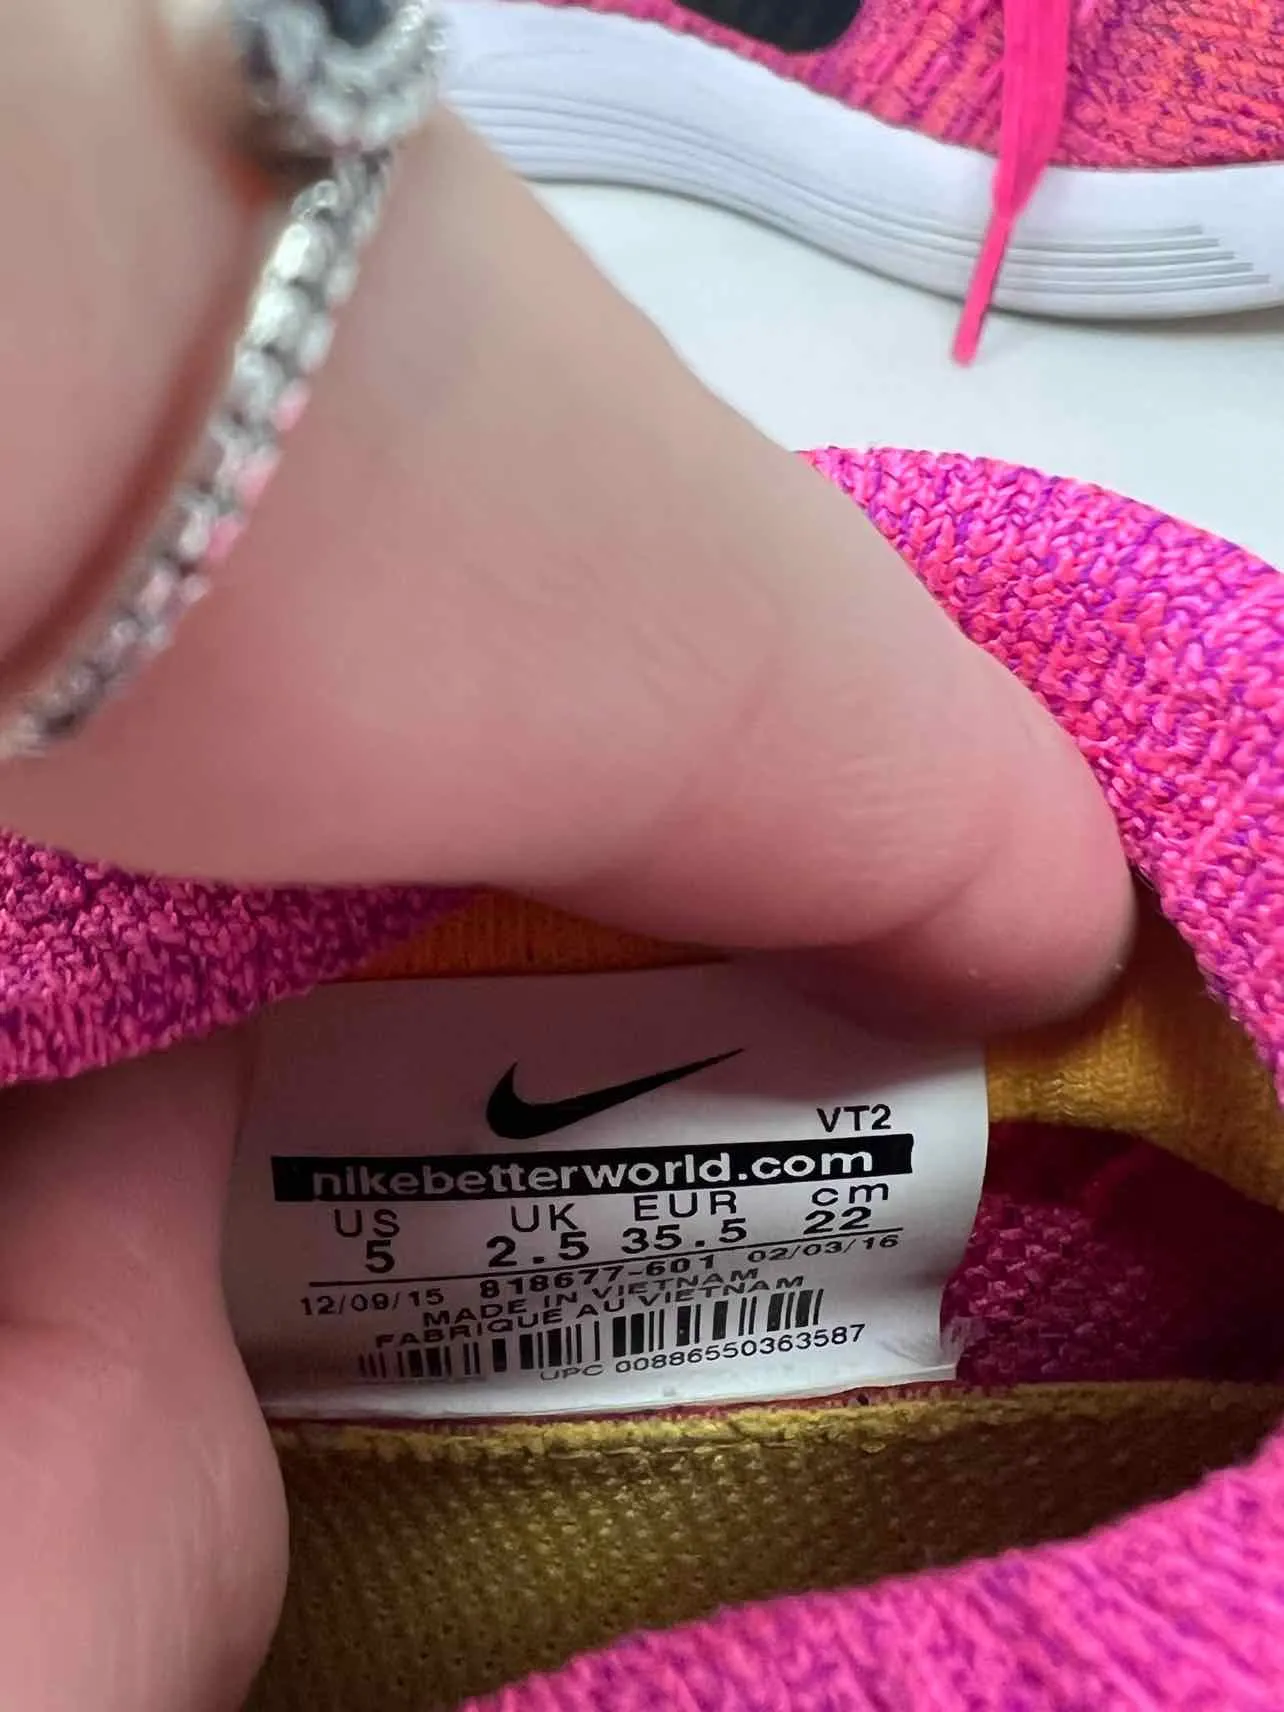 VT2
nikebetterworld.com
US UK EUR cm
5 2.5 35.5 22
12/09/15 818677-601 02/03/16
MADE IN VIETNAM
FABRIQUE AU VIETNAM
UPC 00886550363587